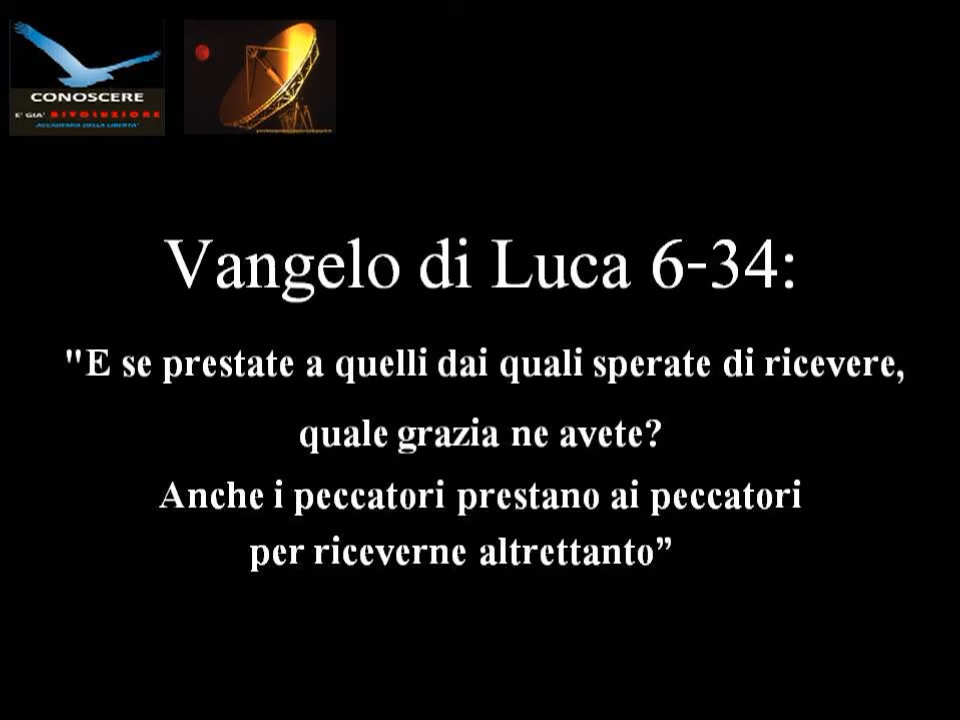 CONOSCERE
E' GIA' RIVOLUZIONE
ACCADEMIA DELLA LIBERTA'
Vangelo di Luca 6-34:
"E se prestate a quelli dai quali sperate di ricevere,
quale grazia ne avete?
Anche i peccatori prestano ai peccatori
per riceverne altrettanto”